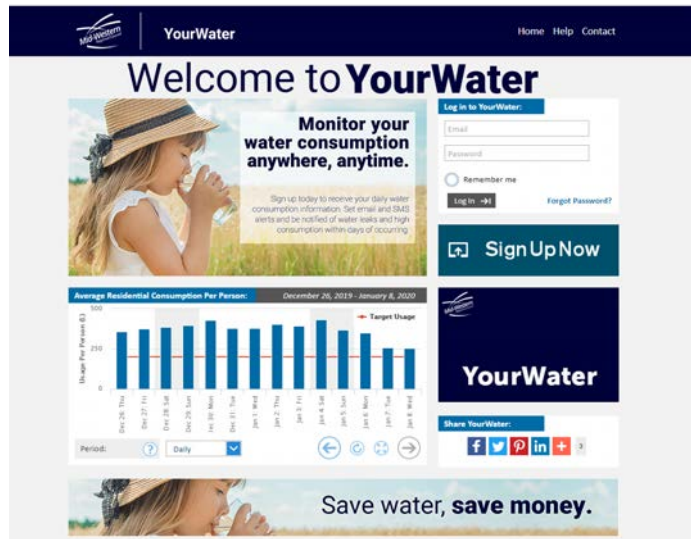 Mid-Western
YourWater
Home Help Contact
Welcome to YourWater
Monitor your
water consumption
anywhere, anytime.
Sign up today to receive your daily water
consumption information. Set email and SMS
alerts and be notified of water leaks and high
consumption within days of occurring.
Log in to YourWater:
Email
Password
Remember me
Log In
Forgot Password?
Sign Up Now
Average Residential Consumption Per Person:
December 26, 2019 - January 8, 2020
Target Usage
Usage Per Person (L)
500
250
0
Dec 26: Thu
Dec 27: Fri
Dec 28: Sat
Dec 29: Sun
Dec 30: Mon
Dec 31: Tue
Jan 1: Wed
Jan 2: Thu
Jan 3: Fri
Jan 4: Sat
Jan 5: Sun
Jan 6: Mon
Jan 7: Tue
Jan 8: Wed
Period:
?
Daily
Mid-Western
YourWater
Share YourWater:
3
Save water, save money.